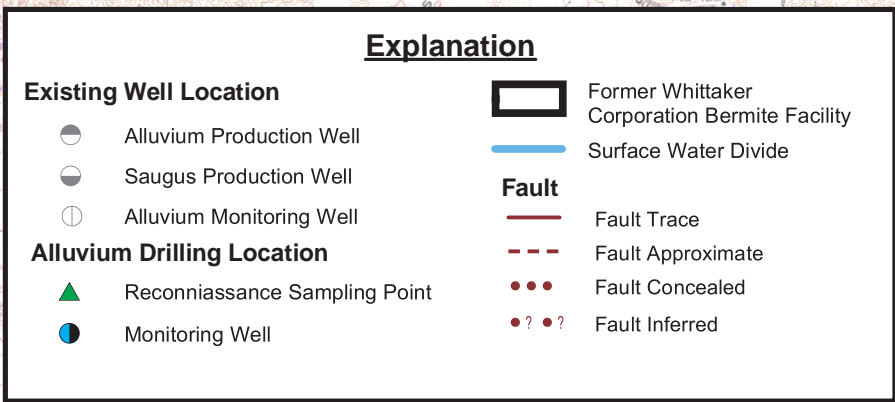 Explanation
Existing Well Location
Alluvium Production Well
Saugus Production Well
Alluvium Monitoring Well
Alluvium Drilling Location
Reconniassance Sampling Point
Monitoring Well
Former Whittaker
Corporation Bermite Facility
Surface Water Divide
Fault
Fault Trace
Fault Approximate
Fault Concealed
? ?
Fault Inferred